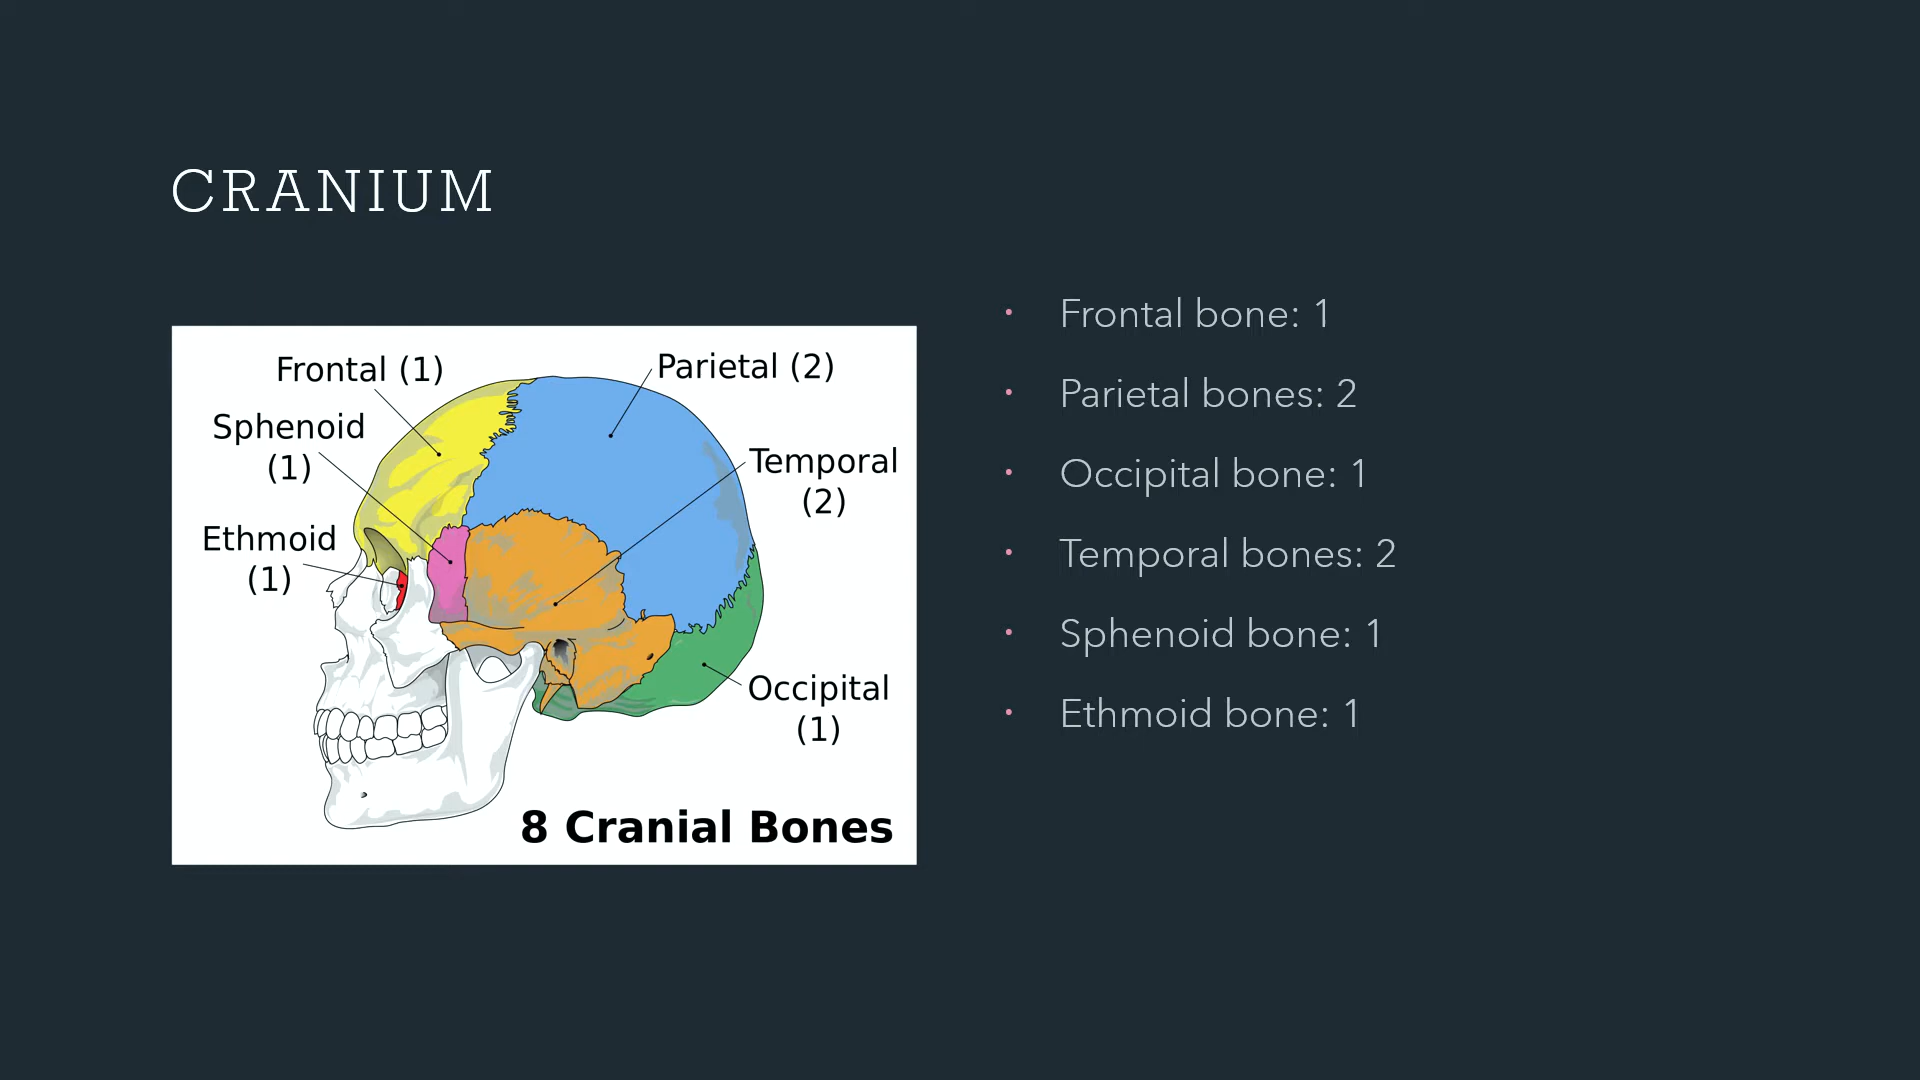 CRANIUM
Frontal (1)
Parietal (2)
Sphenoid
(1)
Temporal
(2)
Ethmoid
(1)
Occipital
(1)
8 Cranial Bones
• Frontal bone: 1
• Parietal bones: 2
• Occipital bone: 1
• Temporal bones: 2
• Sphenoid bone: 1
• Ethmoid bone: 1